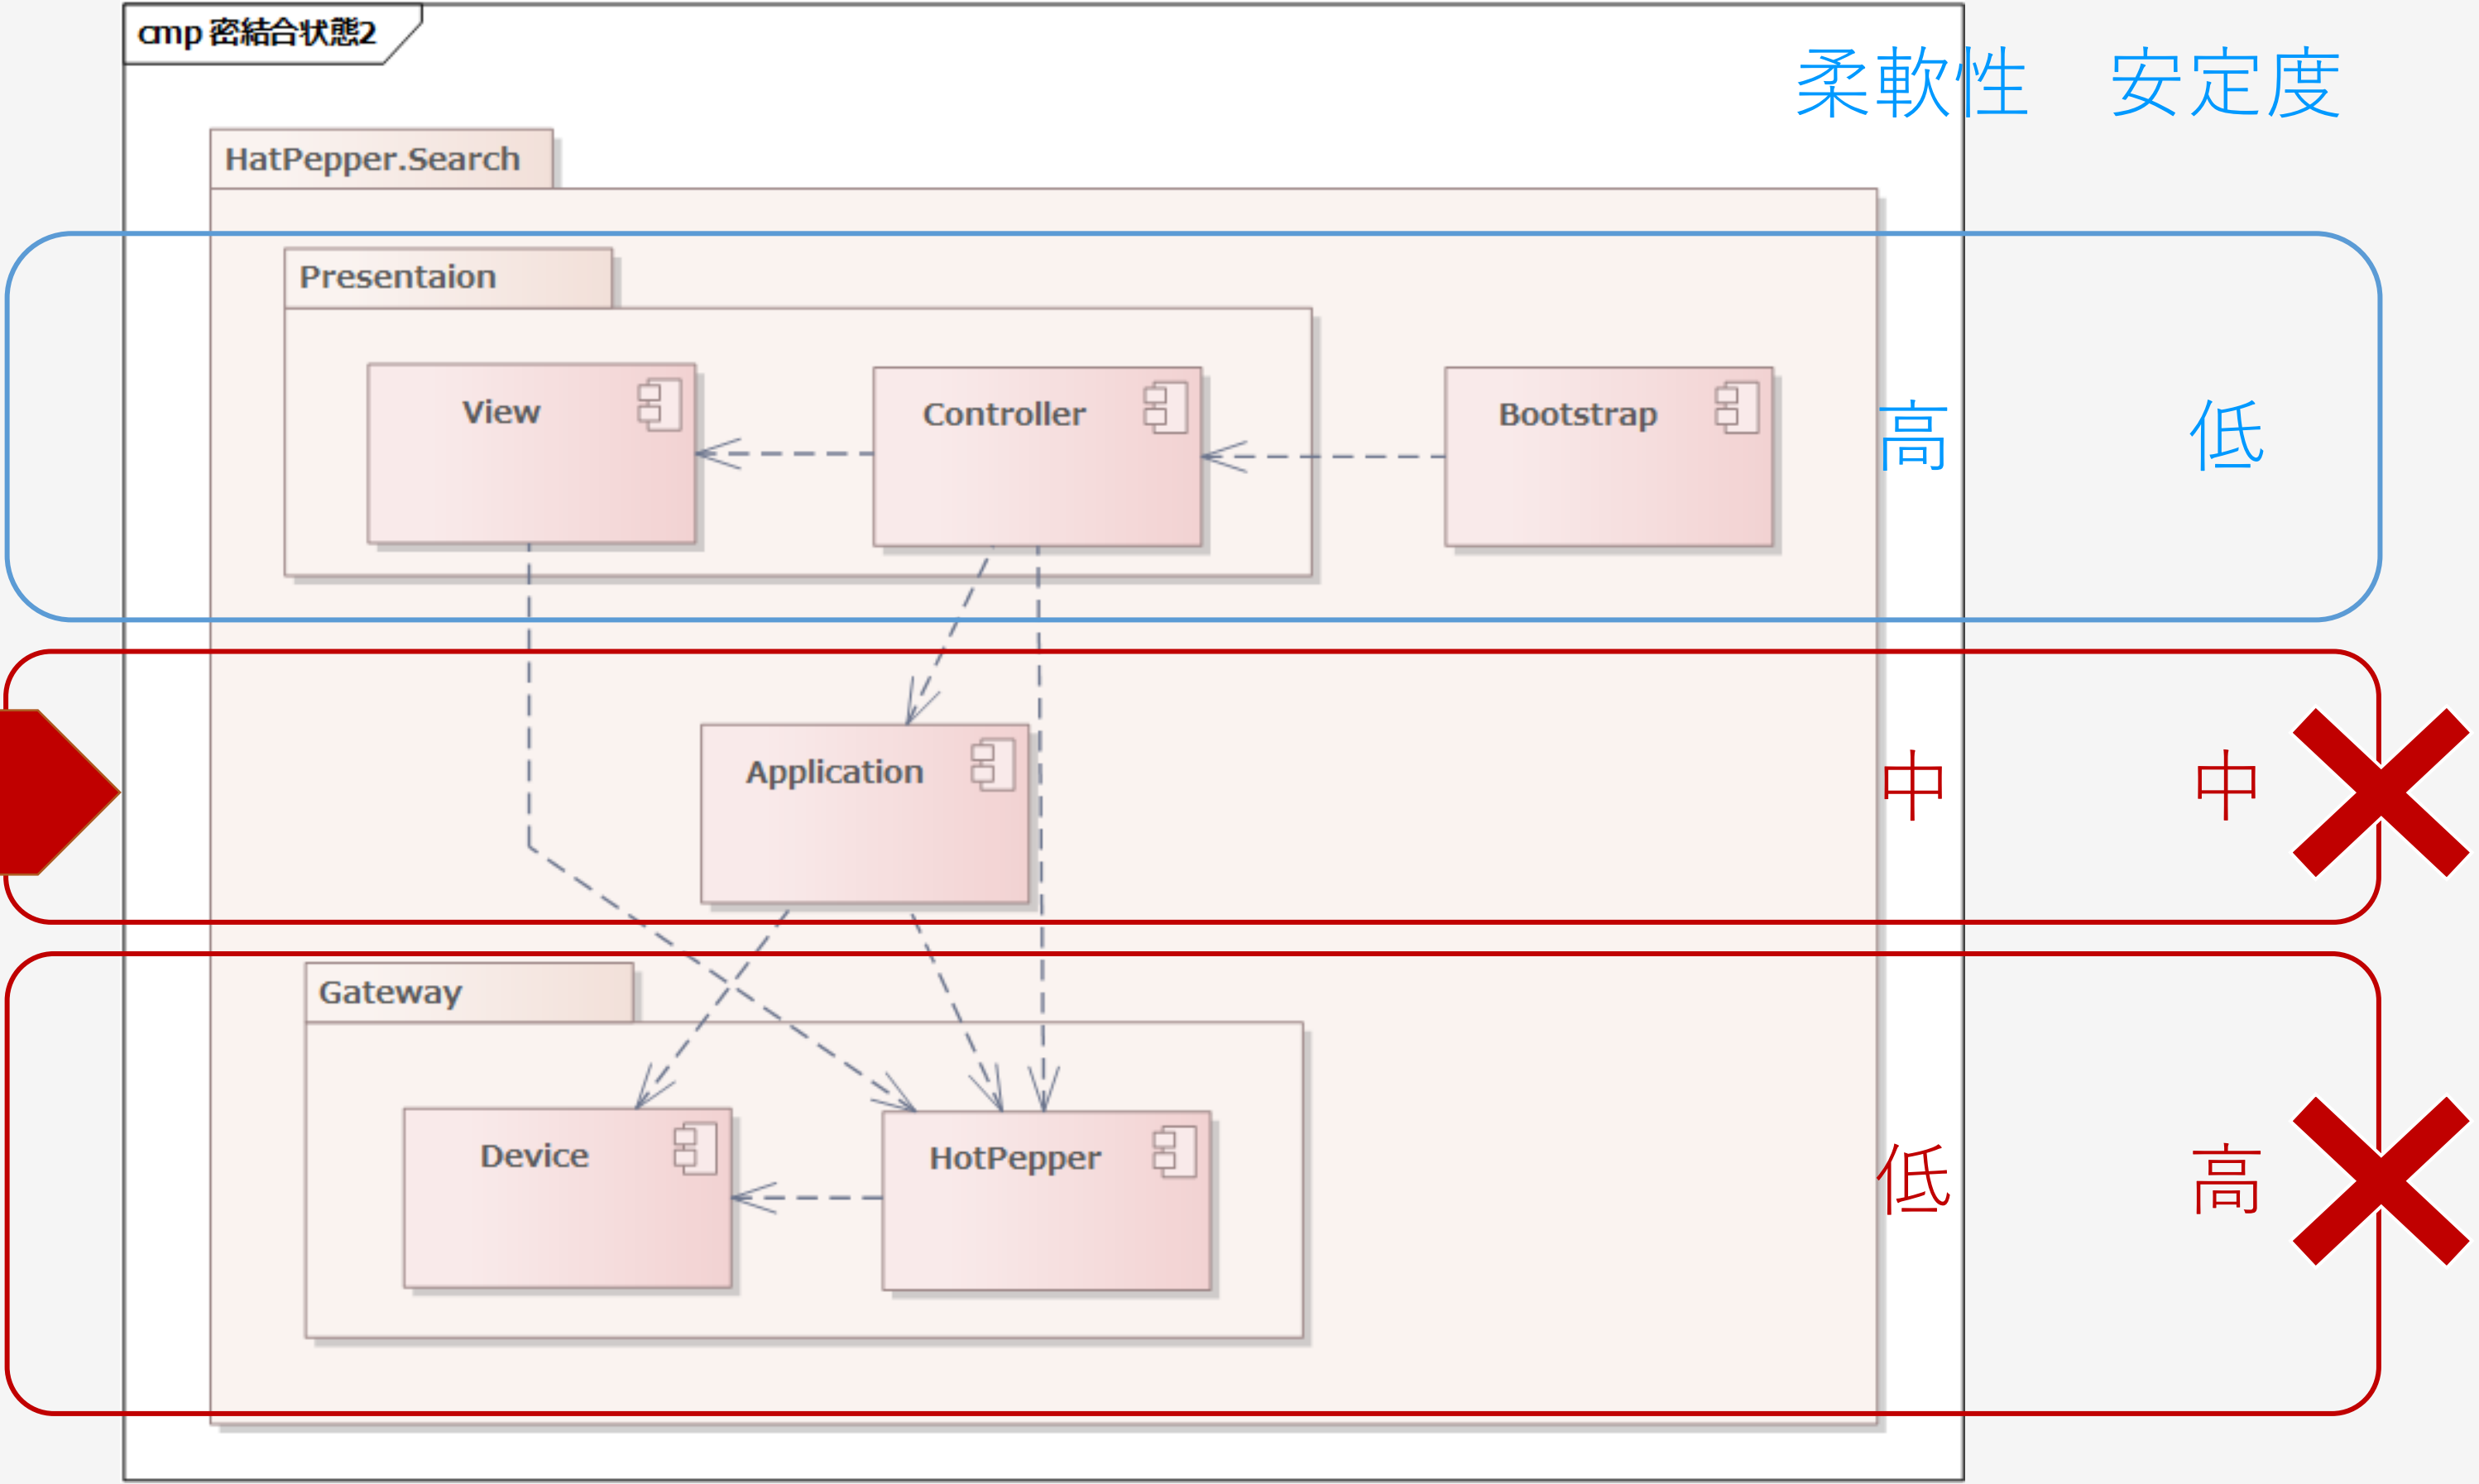 cmp 密結合状態2
柔軟性 安定度
HatPepper.Search
Presentaion
View
Controller
Bootstrap
高 低
Application
中 中
Gateway
Device
HotPepper
低 高